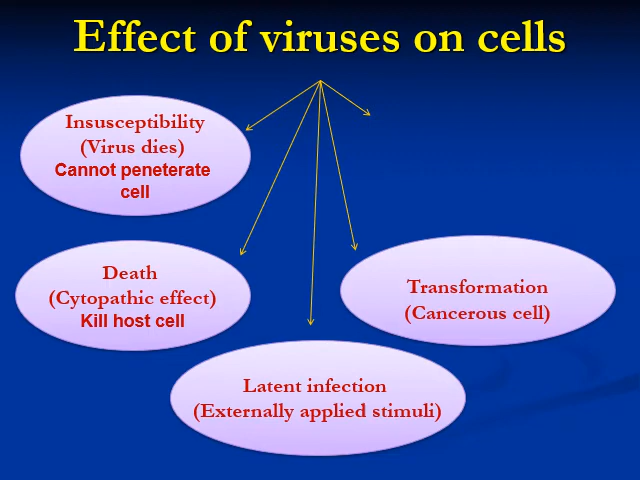 Effect of viruses on cells
Insusceptibility
(Virus dies)
Cannot peneterate
cell
Death
(Cytopathic effect)
Kill host cell
Transformation
(Cancerous cell)
Latent infection
(Externally applied stimuli)